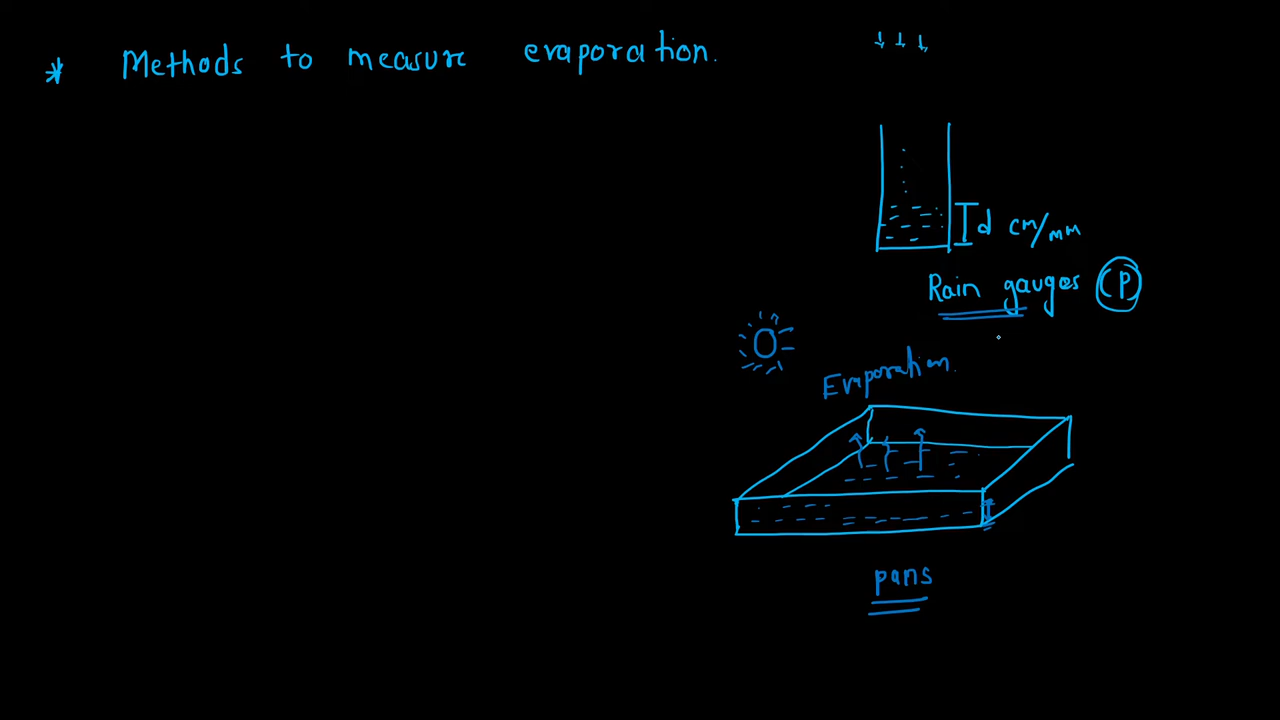 * Methods to measure evaporation.
d cm/mm
Rain gauges (P)
Evaporation.
pans